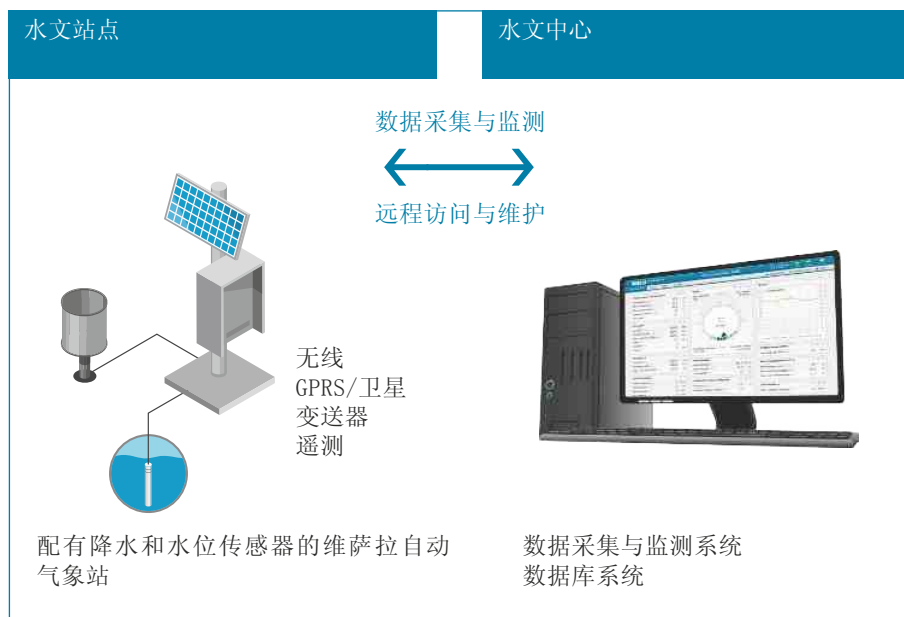 水文站点
水文中心
数据采集与监测
远程访问与维护
无线
GPRS/卫星
变送器
遥测
配有降水和水位传感器的维萨拉自动
气象站
数据采集与监测系统
数据库系统